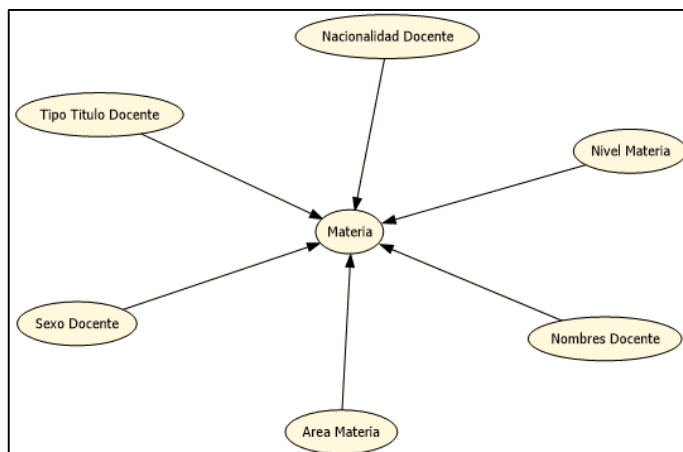 Nacionalidad Docente
Tipo Titulo Docente
Nivel Materia
Materia
Sexo Docente
Nombres Docente
Area Materia